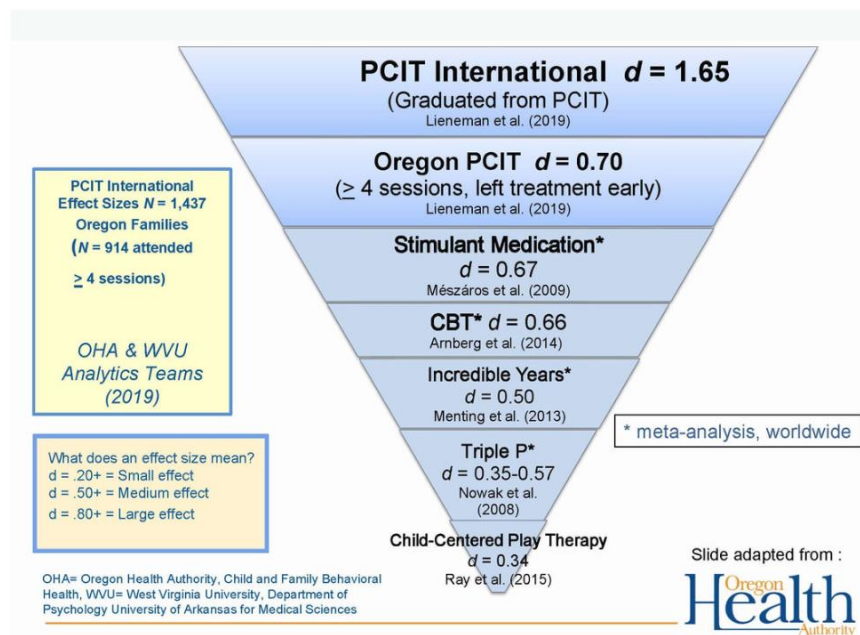 PCIT International d = 1.65
(Graduated from PCIT)
Lieneman et al. (2019)
Oregon PCIT d = 0.70
(≥ 4 sessions, left treatment early)
Lieneman et al. (2019)
Stimulant Medication*
d = 0.67
Mészáros et al. (2009)
CBT* d = 0.66
Arnberg et al. (2014)
Incredible Years*
d = 0.50
Menting et al. (2013)
Triple P*
d = 0.35-0.57
Nowak et al.
(2008)
Child-Centered Play Therapy
d = 0.34
Ray et al. (2015)
PCIT International
Effect Sizes N = 1,437
Oregon Families
(N = 914 attended
≥ 4 sessions)
OHA & WVU
Analytics Teams
(2019)
What does an effect size mean?
d = .20+ = Small effect
d = .50+ = Medium effect
d = .80+ = Large effect
* meta-analysis, worldwide
OHA= Oregon Health Authority, Child and Family Behavioral
Health, WVU= West Virginia University, Department of
Psychology University of Arkansas for Medical Sciences
Slide adapted from :
Oregon
Health
Authority